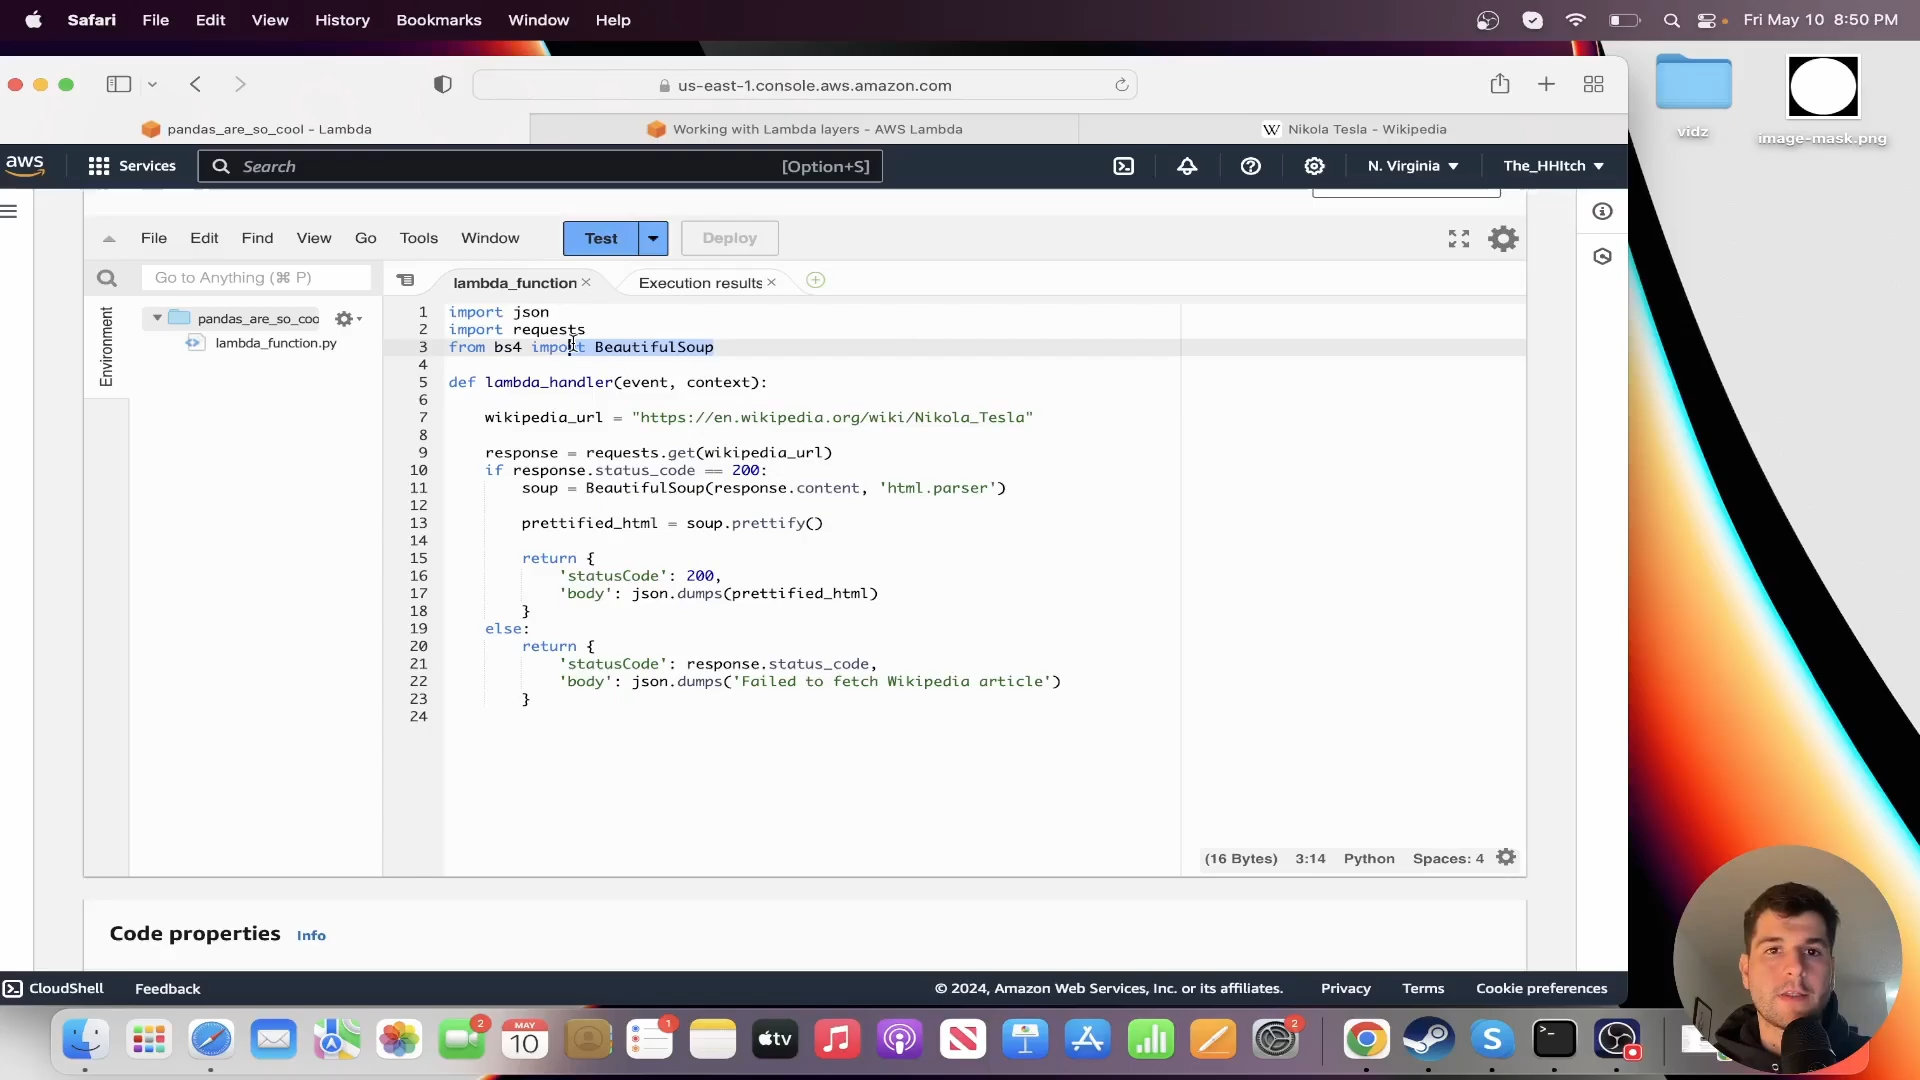 Safari File Edit View History Bookmarks Window Help Fri May 10 8:50 PM
us-east-1.console.aws.amazon.com
pandas_are_so_cool - Lambda
Working with Lambda layers - AWS Lambda
W Nikola Tesla - Wikipedia
vidz
image-mask.png
aws Services Search [Option+S] N. Virginia The_HHItch
File Edit Find View Go Tools Window Test Deploy
Go to Anything (⌘ P)
lambda_function Execution results
Environment
pandas_are_so_coo
lambda_function.py
1 import json
2 import requests
3 from bs4 import BeautifulSoup
4
5 def lambda_handler(event, context):
6
7 wikipedia_url = "https://en.wikipedia.org/wiki/Nikola_Tesla"
8
9 response = requests.get(wikipedia_url)
10 if response.status_code == 200:
11 soup = BeautifulSoup(response.content, 'html.parser')
12
13 prettified_html = soup.prettify()
14
15 return {
16 'statusCode': 200,
17 'body': json.dumps(prettified_html)
18 }
19 else:
20 return {
21 'statusCode': response.status_code,
22 'body': json.dumps('Failed to fetch Wikipedia article')
23 }
24
(16 Bytes) 3:14 Python Spaces: 4
Code properties Info
CloudShell Feedback © 2024, Amazon Web Services, Inc. or its affiliates. Privacy Terms Cookie preferences
2
MAY
10
1
tv
2